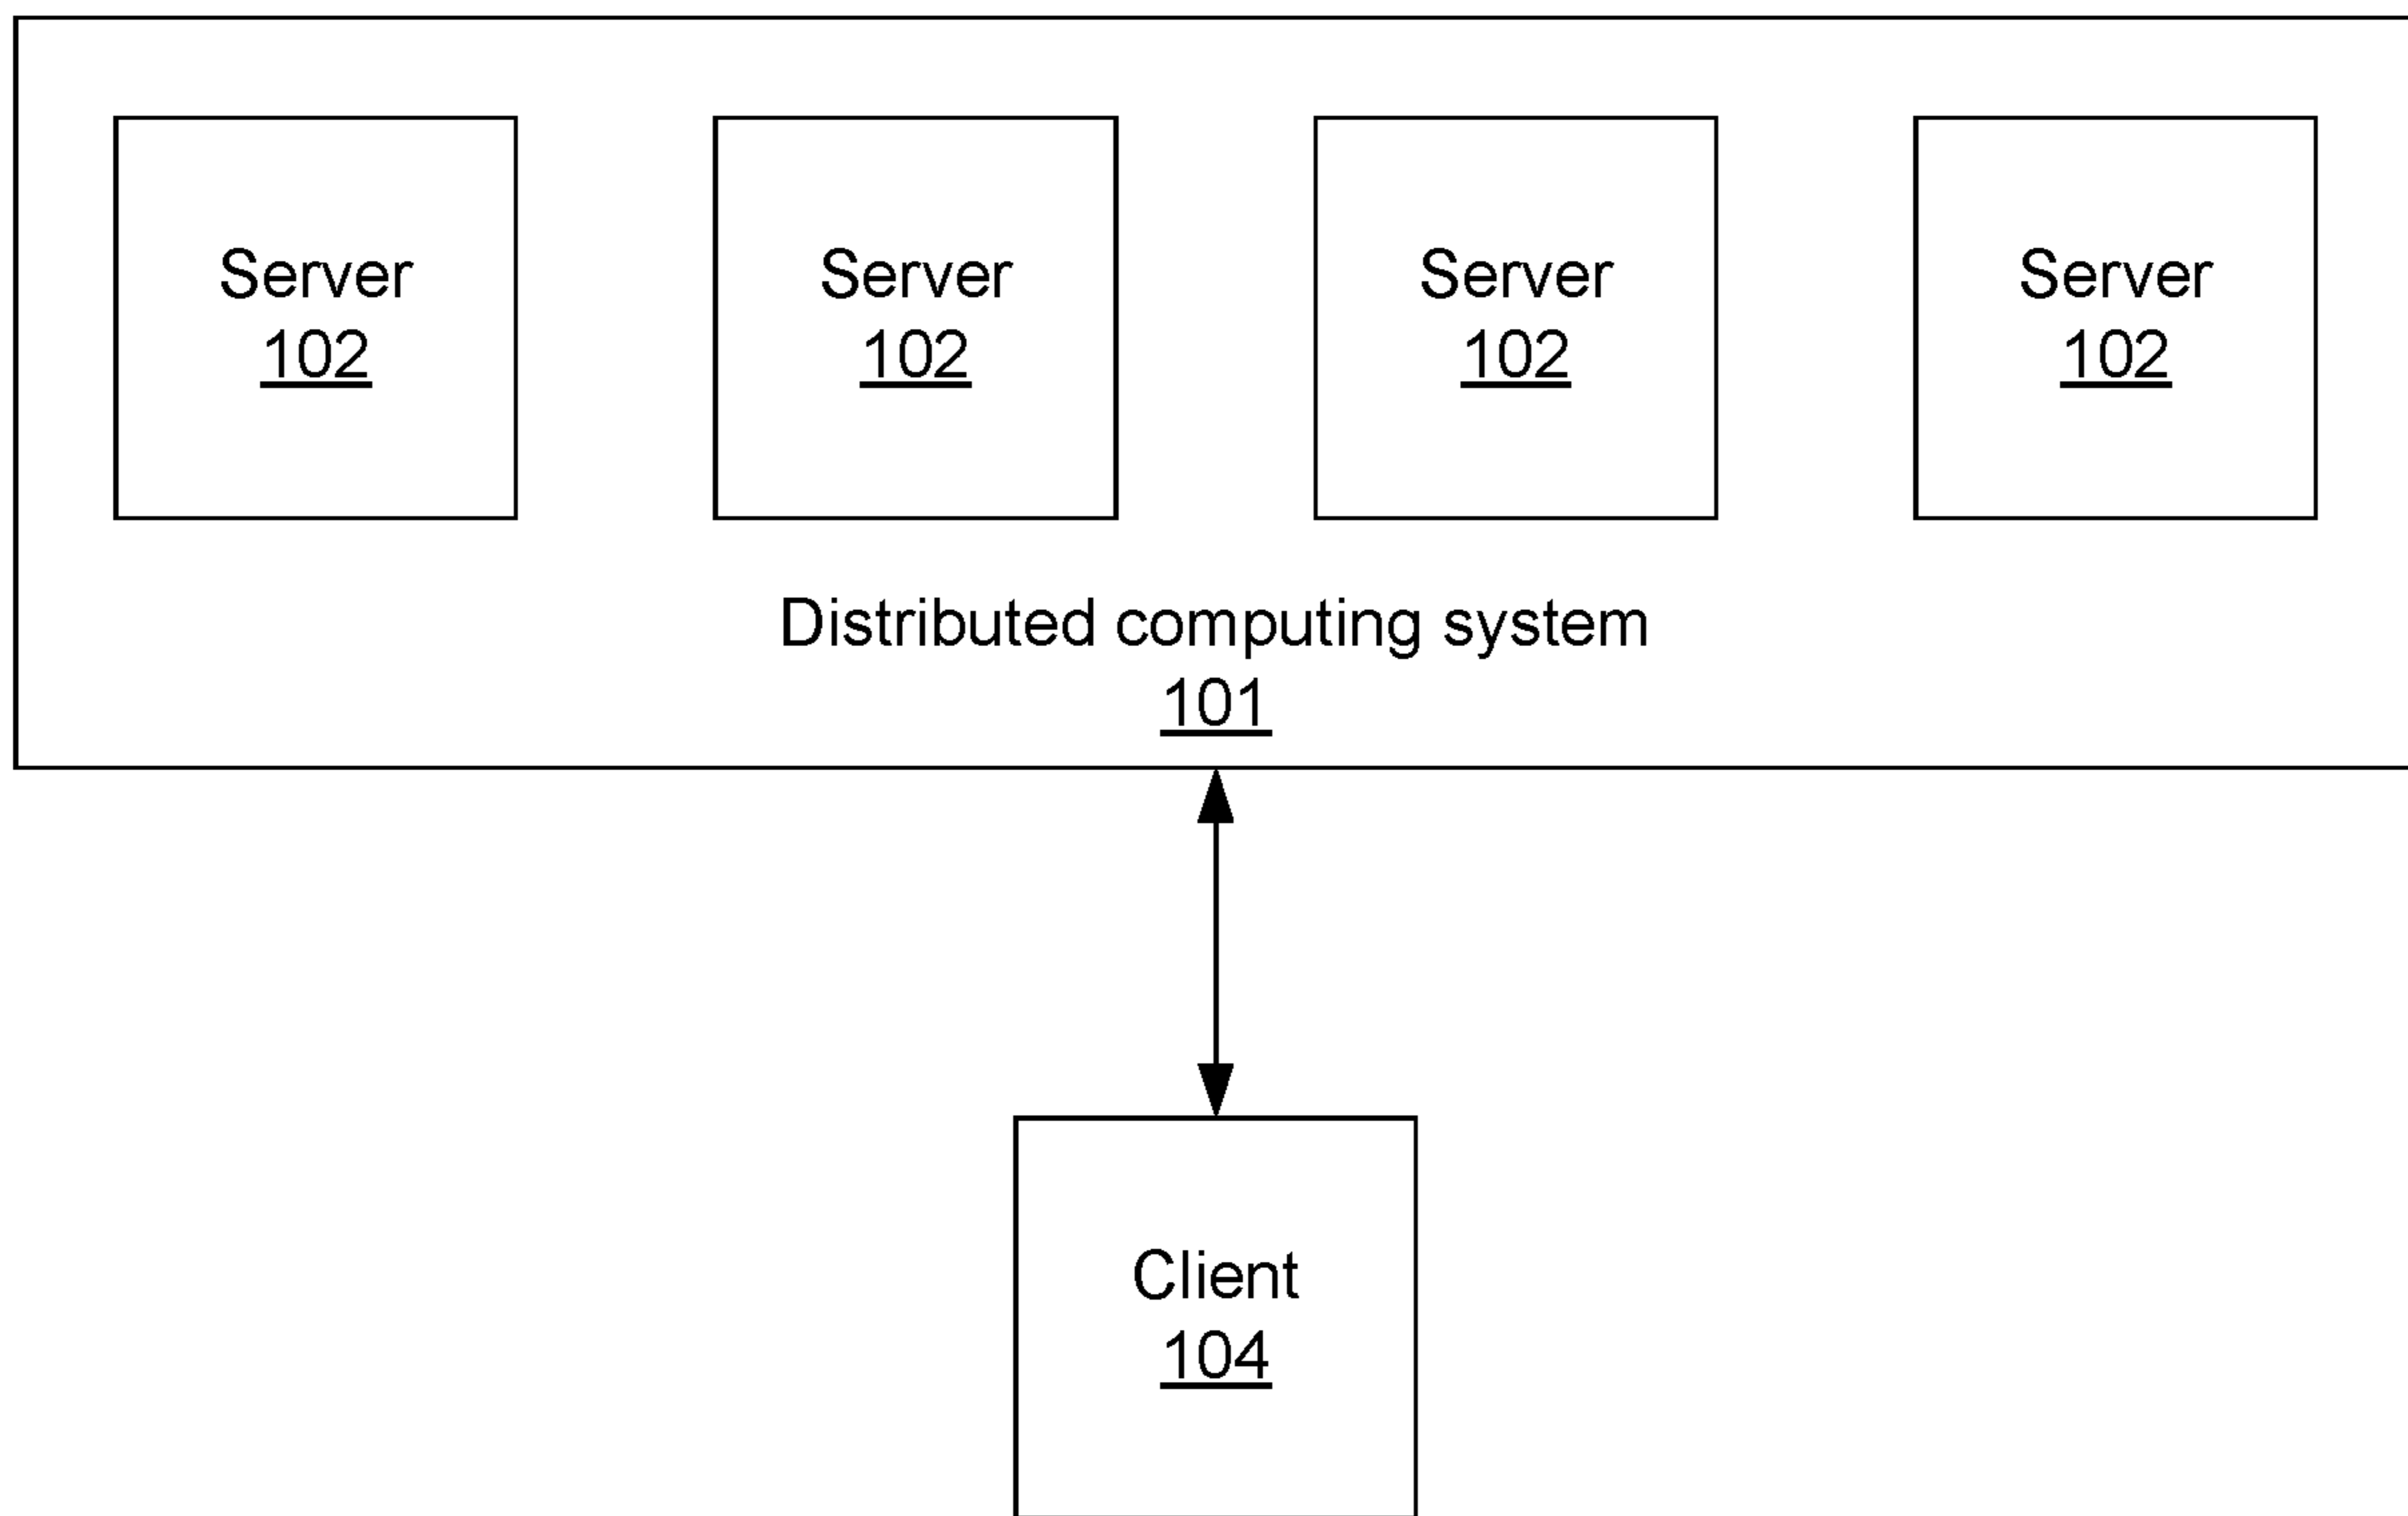 Server
102
Server
102
Server
102
Server
102
Distributed computing system
101
Client
104